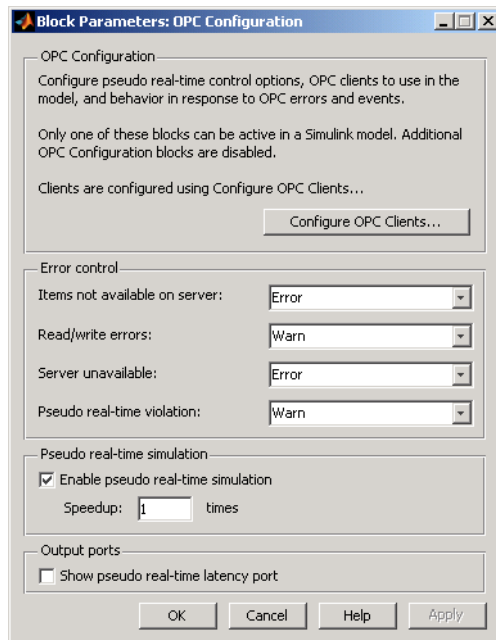 Block Parameters: OPC Configuration
OPC Configuration
Configure pseudo real-time control options, OPC clients to use in the
model, and behavior in response to OPC errors and events.
Only one of these blocks can be active in a Simulink model. Additional
OPC Configuration blocks are disabled.
Clients are configured using Configure OPC Clients...
Configure OPC Clients...
Error control
Items not available on server: Error
Read/write errors: Warn
Server unavailable: Error
Pseudo real-time violation: Warn
Pseudo real-time simulation
Enable pseudo real-time simulation
Speedup: 1 times
Output ports
Show pseudo real-time latency port
OK Cancel Help Apply